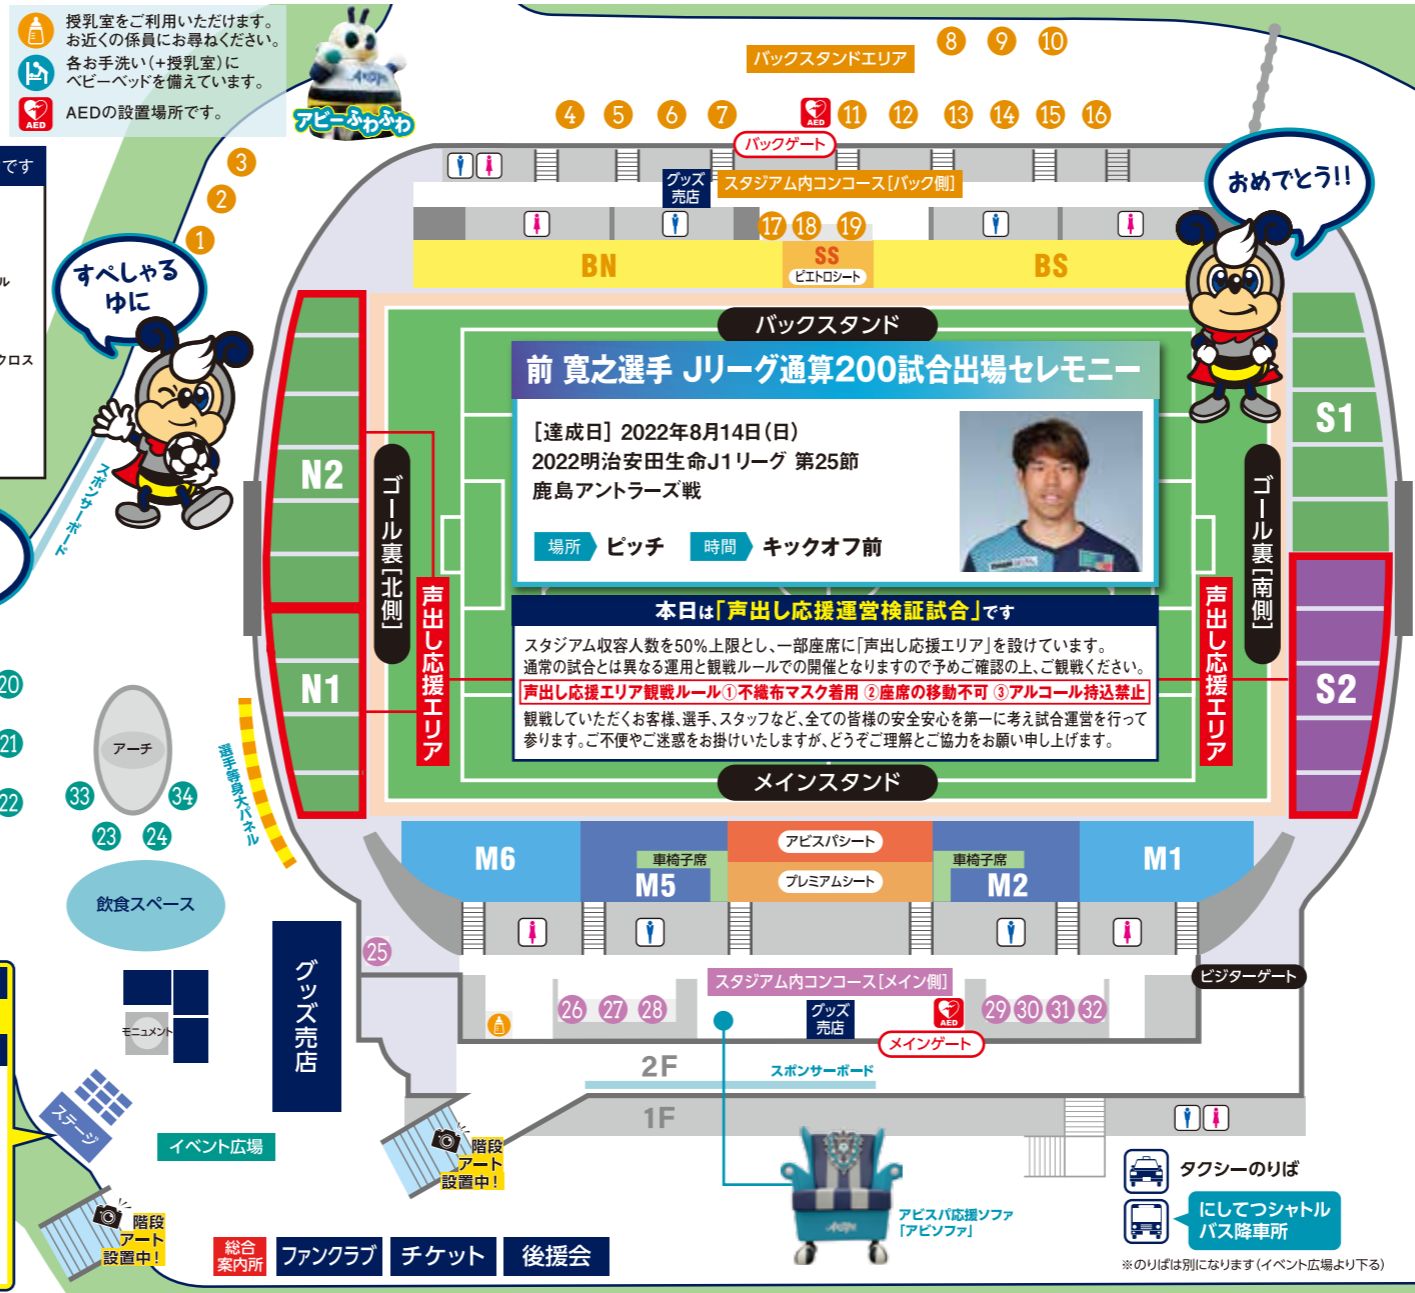 授乳室をご利用いただけます。
お近くの係員にお尋ねください。
各お手洗い(+授乳室)に
ベビーベッドを備えています。
AED
AEDの設置場所です。
アビーふわふわ
バックスタンドエリア
8 9 10
4 5 6 7
AED
11 12 13 14 15 16
バックゲート
です
3
2
1
ル
クロス
グッズ
売店
スタジアム内コンコース[バック側]
おめでとう!!
17 18 19
すぺしゃる
ゆに
BN
SS
ピエトロシート
BS
バックスタンド
前 寛之選手 Jリーグ通算200試合出場セレモニー
[達成日] 2022年8月14日(日)
2022明治安田生命J1リーグ 第25節
鹿島アントラーズ戦
場所 ピッチ 時間 キックオフ前
N2
S1
スポンサーボード
ゴール裏[北側]
ゴール裏[南側]
声出し応援エリア
声出し応援エリア
本日は「声出し応援運営検証試合」です
スタジアム収容人数を50%上限とし、一部座席に「声出し応援エリア」を設けています。
通常の試合とは異なる運用と観戦ルールでの開催となりますので予めご確認の上、ご観戦ください。
声出し応援エリア観戦ルール①不織布マスク着用 ②座席の移動不可 ③アルコール持込禁止
観戦していただくお客様、選手、スタッフなど、全ての皆様の安全安心を第一に考え試合運営を行って
参ります。ご不便やご迷惑をお掛けいたしますが、どうぞご理解とご協力をお願い申し上げます。
N1
S2
メインスタンド
20
21
22
アーチ
33 34
23 24
選手等身大パネル
飲食スペース
M6
M5
車椅子席
アビスパシート
プレミアムシート
車椅子席
M2
M1
グッズ売店
モニュメント
25
スタジアム内コンコース[メイン側]
ビジターゲート
26 27 28
グッズ
売店
AED
29 30 31 32
メインゲート
2F
スポンサーボード
1F
ステージ
イベント広場
階段
アート
設置中!
階段
アート
設置中!
アビスパ応援ソファ
「アビソファ」
タクシーのりば
にしてつシャトル
バス降車所
※のりばは別になります(イベント広場より下る)
総合
案内所
ファンクラブ
チケット
後援会